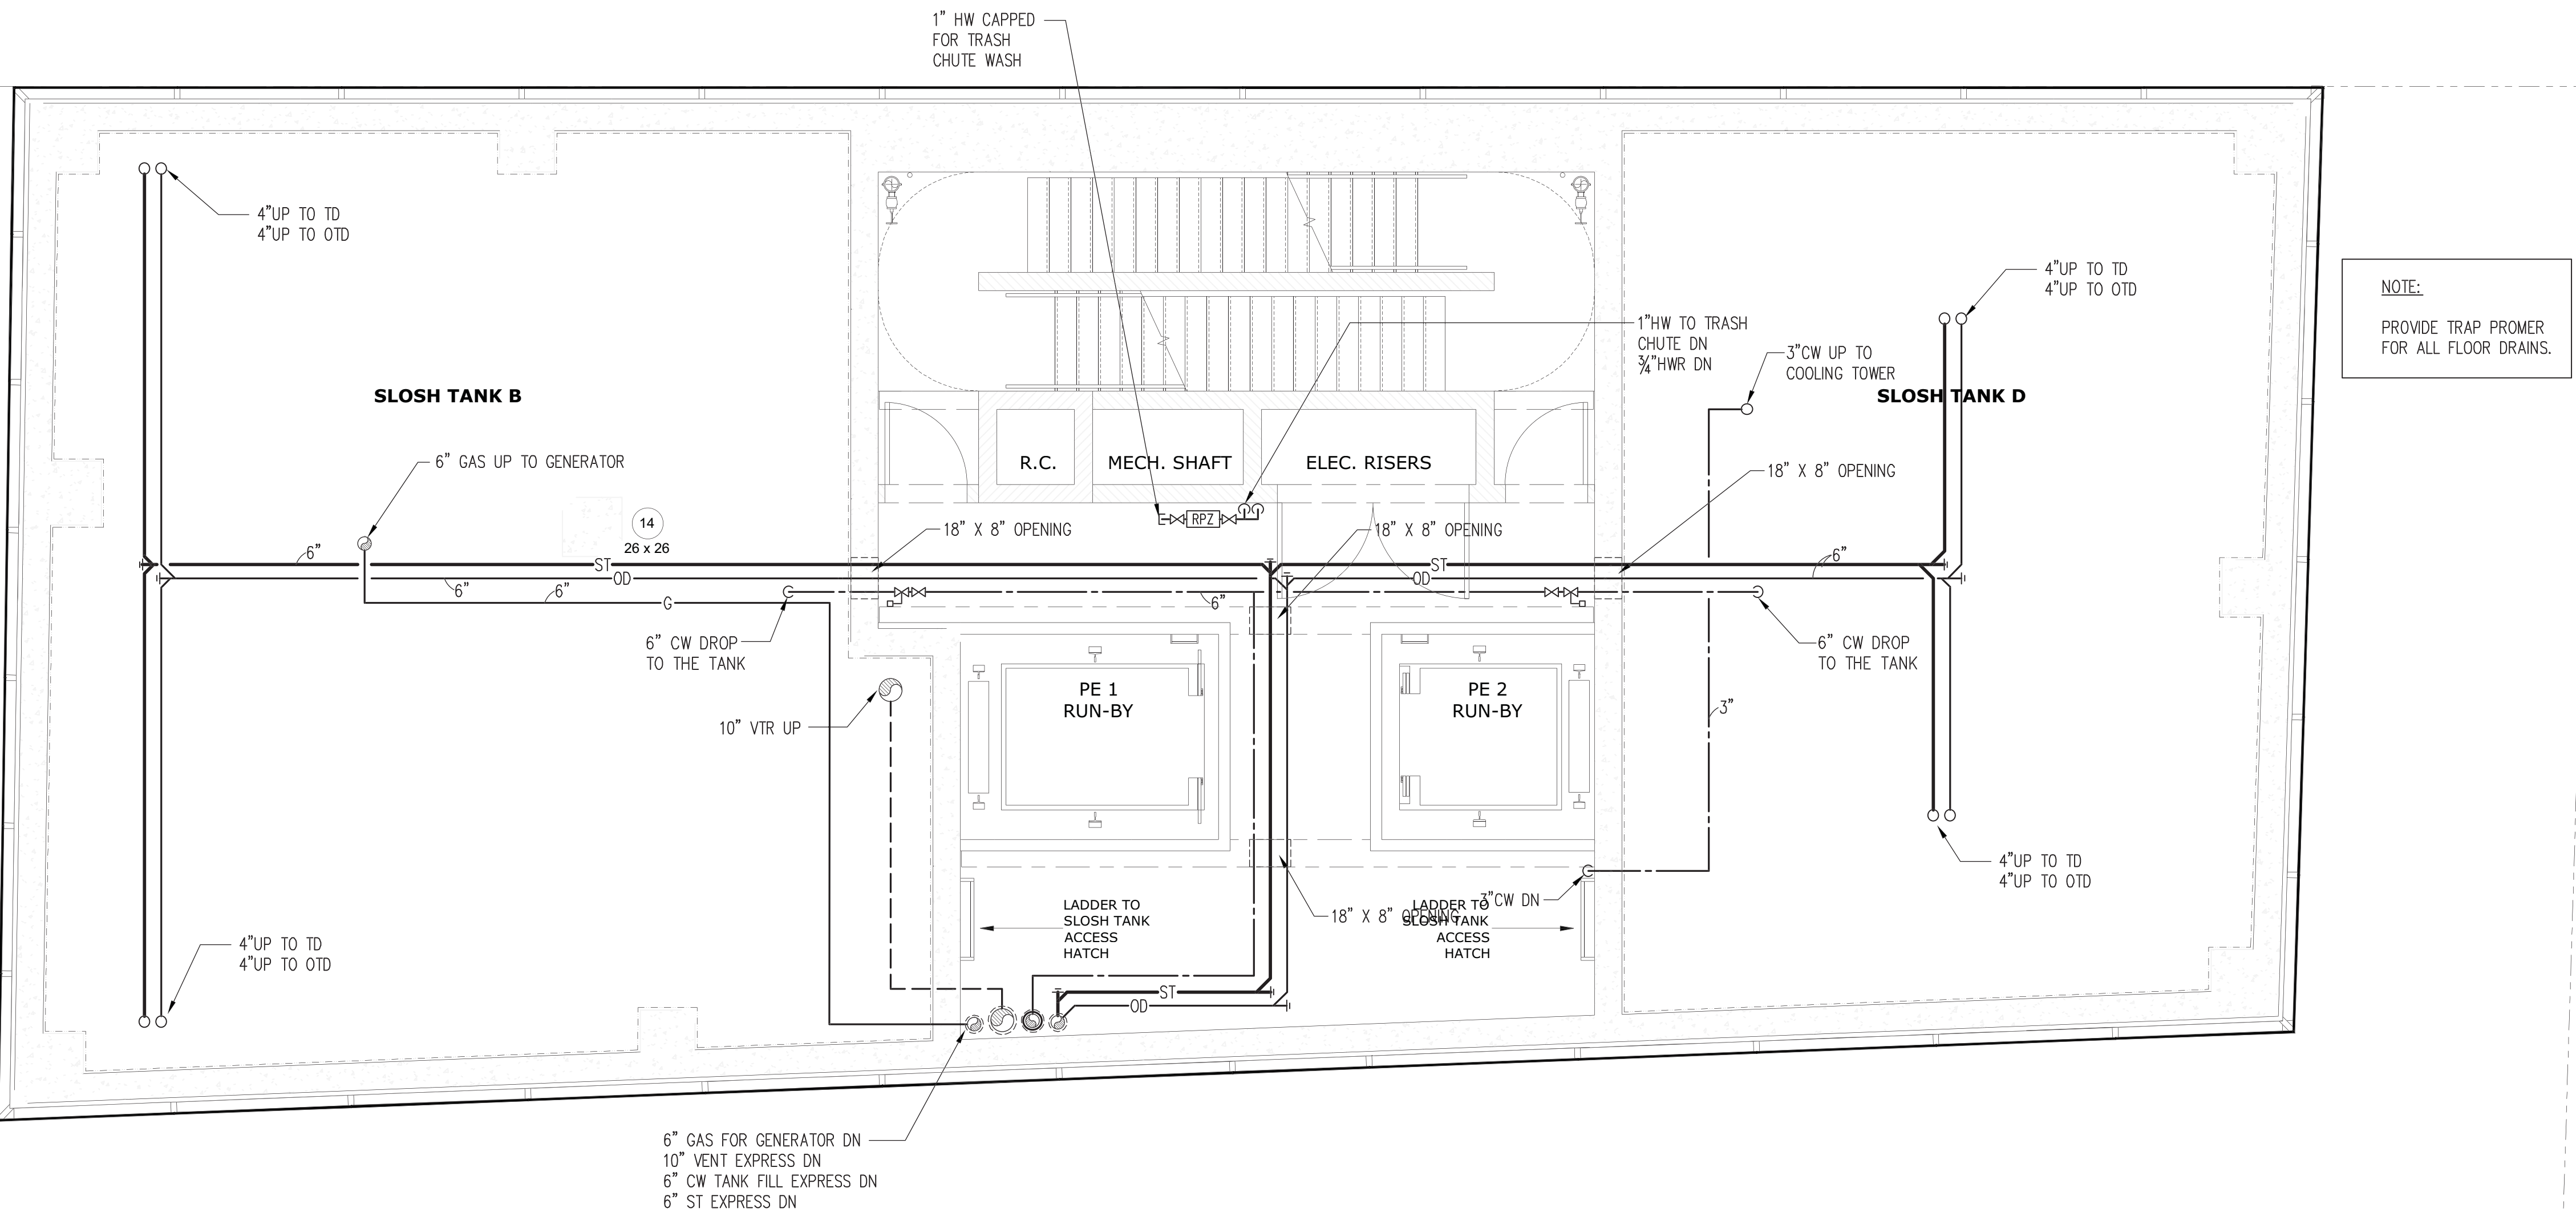 1" HW CAPPED
FOR TRASH
CHUTE WASH
4"UP TO TD
4"UP TO OTD
4"UP TO TD
4"UP TO OTD
NOTE:
PROVIDE TRAP PROMER
FOR ALL FLOOR DRAINS.
1"HW TO TRASH
CHUTE DN
¾"HWR DN
3"CW UP TO
COOLING TOWER
SLOSH TANK B
SLOSH TANK D
6" GAS UP TO GENERATOR
R.C.
MECH. SHAFT
ELEC. RISERS
18" X 8" OPENING
14
26 x 26
RPZ
18" X 8" OPENING
18" X 8" OPENING
6"
ST
ST
6"
OD
OD
6"
6"
G
6"
6" CW DROP
TO THE TANK
6" CW DROP
TO THE TANK
PE 1
RUN-BY
PE 2
RUN-BY
10" VTR UP
3"
4"UP TO TD
4"UP TO OTD
3"CW DN
18" X 8" OPENING
LADDER TO
SLOSH TANK
ACCESS
HATCH
LADDER TO
SLOSH TANK
ACCESS
HATCH
4"UP TO TD
4"UP TO OTD
ST
OD
6" GAS FOR GENERATOR DN
10" VENT EXPRESS DN
6" CW TANK FILL EXPRESS DN
6" ST EXPRESS DN